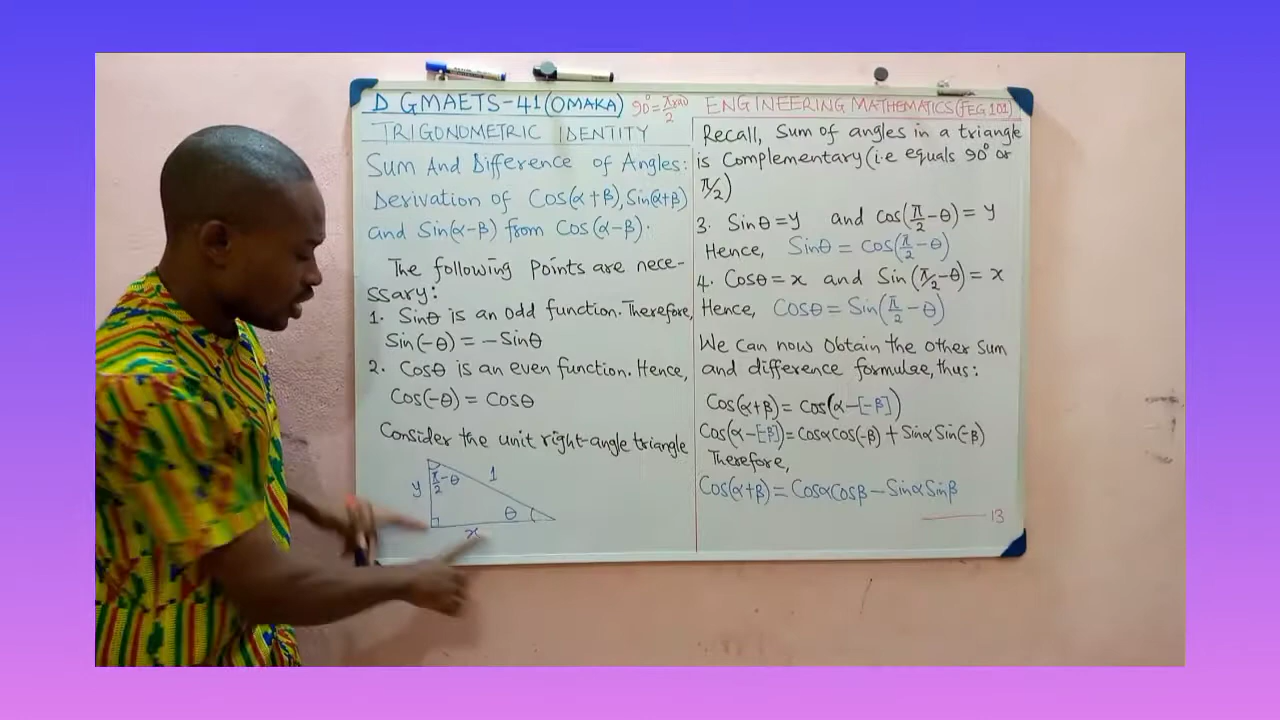 D GMAETS-41(OMAKA) 90°=π rad/2
TRIGONOMETRIC IDENTITY
Sum And Difference of Angles:
Derivation of Cos(α+β), Sin(α+β)
and Sin(α-β) from Cos(α-β).
The following Points are nece-
ssary:
1. Sinθ is an odd function. Therefore,
Sin(-θ) = -Sinθ
2. Cosθ is an even function. Hence,
Cos(-θ) = Cosθ
Consider the unit right-angle triangle
π/2-θ
1
y
θ
x
ENGINEERING MATHEMATICS(FEG 101)
Recall, Sum of angles in a triangle
is Complementary(i.e equals 90° or
π/2)
3. Sinθ = y and cos(π/2-θ) = y
Hence, Sinθ = cos(π/2-θ)
4. Cosθ = x and Sin(π/2-θ) = x
Hence, Cosθ = Sin(π/2-θ)
We can now obtain the other sum
and difference formulae, thus:
Cos(α+β) = Cos(α-[-β])
Cos(α-[-β]) = CosαCos(-β) + SinαSin(-β)
Therefore,
Cos(α+β) = CosαCosβ - SinαSinβ
13